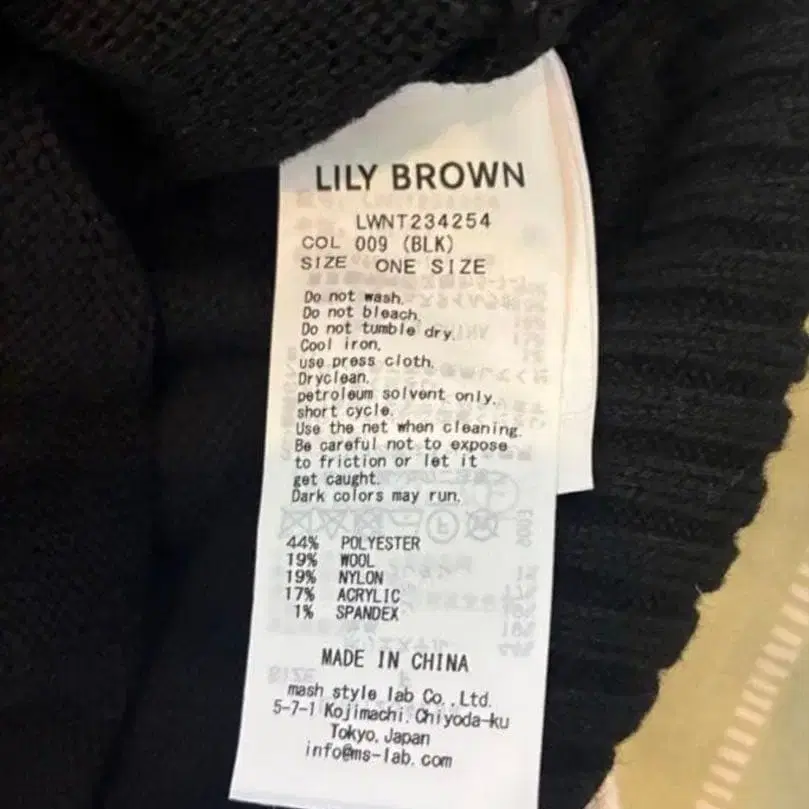 LILY BROWN
LWNT234254
COL 009 (BLK)
SIZE ONE SIZE
Do not wash.
Do not bleach.
Do not tumble dry.
Cool iron.
use press cloth.
Dryclean.
petroleum solvent only.
short cycle.
Use the net when cleaning.
Be careful not to expose
to friction or let it
get caught.
Dark colors may run.
44% POLYESTER
19% WOOL
19% NYLON
17% ACRYLIC
1% SPANDEX
MADE IN CHINA
mash style lab Co.,Ltd.
5-7-1 Kojimachi, Chiyoda-ku
Tokyo, Japan
info@ms-lab.com